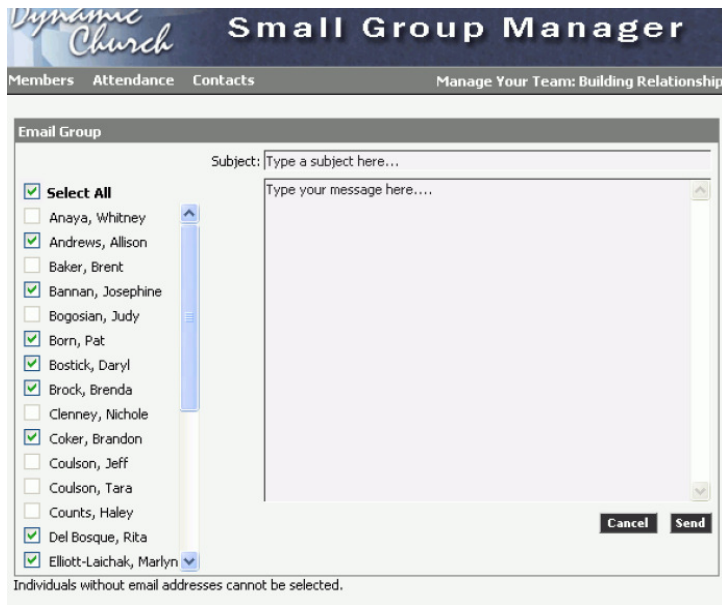 Dynamic
Church
Small Group Manager
Members Attendance Contacts
Manage Your Team: Building Relationship
Email Group
Subject: Type a subject here...
Select All
Type your message here....
Anaya, Whitney
Andrews, Allison
Baker, Brent
Bannan, Josephine
Bogosian, Judy
Born, Pat
Bostick, Daryl
Brock, Brenda
Clenney, Nichole
Coker, Brandon
Coulson, Jeff
Coulson, Tara
Counts, Haley
Del Bosque, Rita
Elliott-Laichak, Marlyn
Cancel Send
Individuals without email addresses cannot be selected.